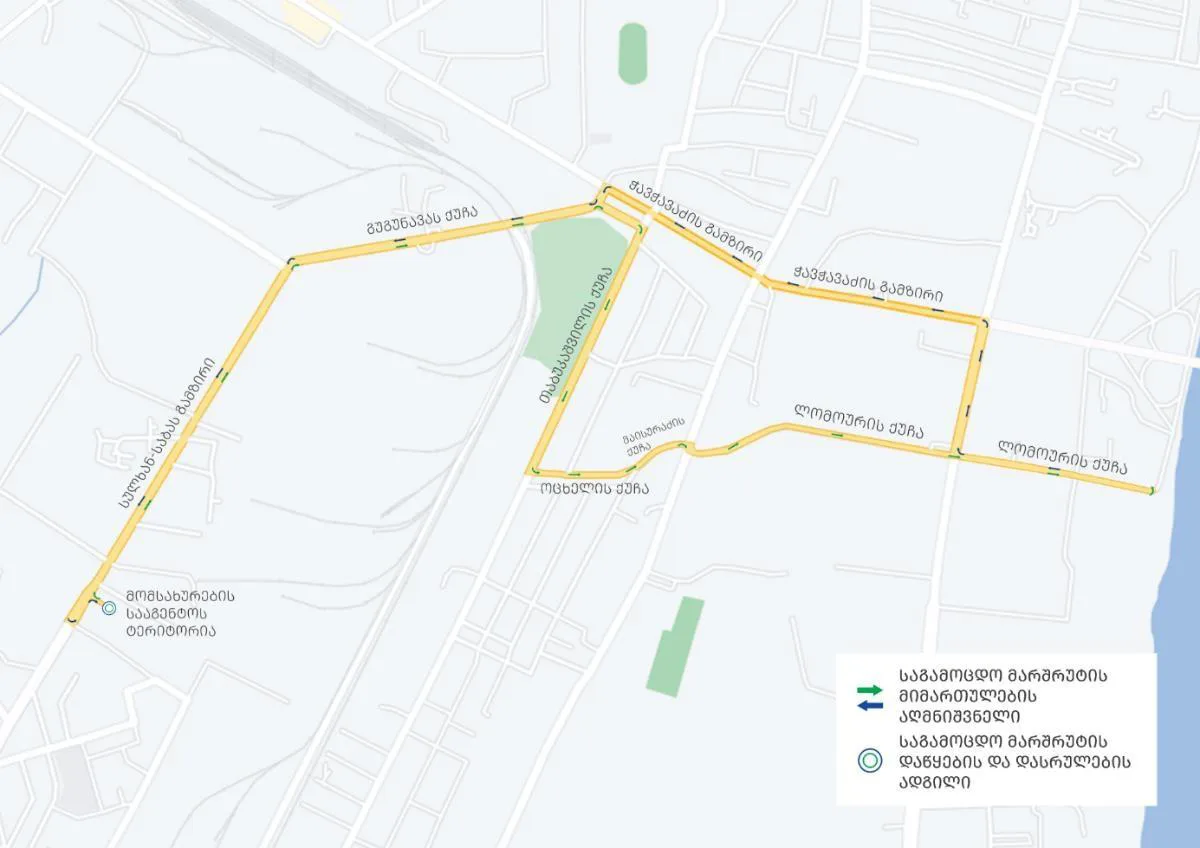 ჭავჭავაძის გამზირი
გუგუნავას ქუჩა
ჭავჭავაძის გამზირი
თაბუკაშვილის ქუჩა
სულხან-საბას გამზირი
მაისურაძის
ქუჩა
ლომოურის ქუჩა
ლომოურის ქუჩა
ოცხელის ქუჩა
მომსახურების
სააგენტოს
ტერიტორია
საგამოცდო მარშრუტის
მიმართულების
აღმნიშვნელი
საგამოცდო მარშრუტის
დაწყების და დასრულების
ადგილი